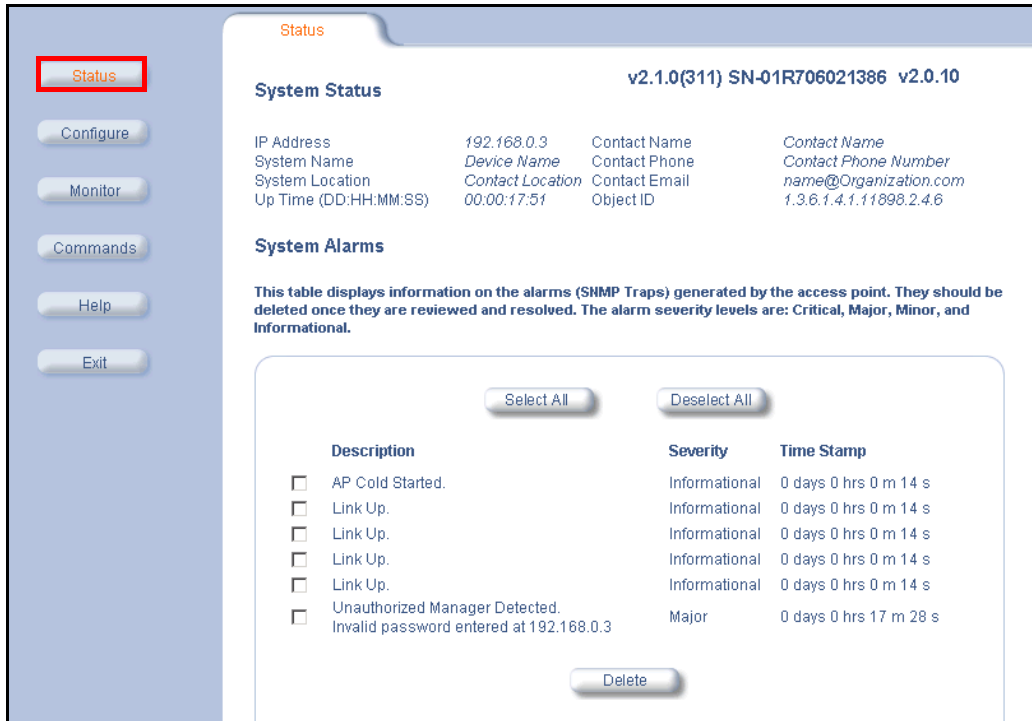 Status
Status
Configure
Monitor
Commands
Help
Exit
System Status
v2.1.0(311) SN-01R706021386 v2.0.10
IP Address 192.168.0.3 Contact Name Contact Name
System Name Device Name Contact Phone Contact Phone Number
System Location Contact Location Contact Email name@Organization.com
Up Time (DD:HH:MM:SS) 00:00:17:51 Object ID 1.3.6.1.4.1.11898.2.4.6
System Alarms
This table displays information on the alarms (SNMP Traps) generated by the access point. They should be
deleted once they are reviewed and resolved. The alarm severity levels are: Critical, Major, Minor, and
Informational.
Select All Deselect All
Description Severity Time Stamp
AP Cold Started. Informational 0 days 0 hrs 0 m 14 s
Link Up. Informational 0 days 0 hrs 0 m 14 s
Link Up. Informational 0 days 0 hrs 0 m 14 s
Link Up. Informational 0 days 0 hrs 0 m 14 s
Link Up. Informational 0 days 0 hrs 0 m 14 s
Unauthorized Manager Detected.
Invalid password entered at 192.168.0.3 Major 0 days 0 hrs 17 m 28 s
Delete